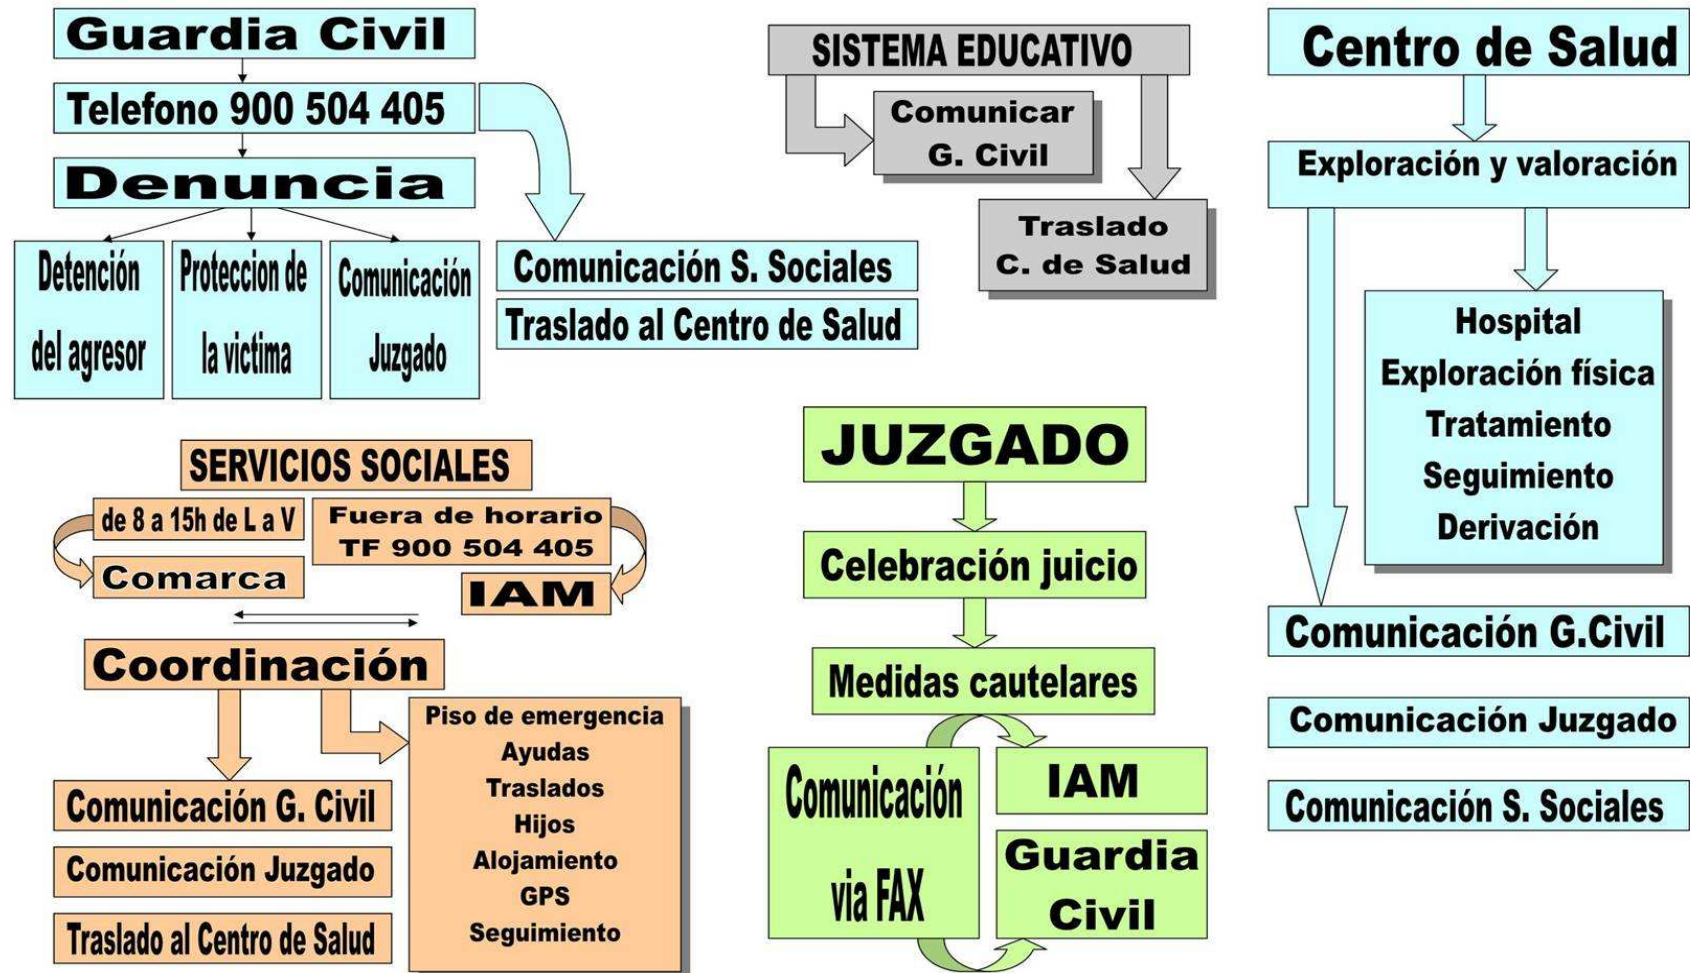 Guardia Civil
Telefono 900 504 405
Denuncia
Detención
del agresor
Proteccion de
la victima
Comunicación
Juzgado
Comunicación S. Sociales
Traslado al Centro de Salud
SISTEMA EDUCATIVO
Comunicar
G. Civil
Traslado
C. de Salud
Centro de Salud
Exploración y valoración
Hospital
Exploración física
Tratamiento
Seguimiento
Derivación
Comunicación G.Civil
Comunicación Juzgado
Comunicación S. Sociales
SERVICIOS SOCIALES
de 8 a 15h de L a V
Comarca
Fuera de horario
TF 900 504 405
IAM
Coordinación
Comunicación G. Civil
Comunicación Juzgado
Traslado al Centro de Salud
Piso de emergencia
Ayudas
Traslados
Hijos
Alojamiento
GPS
Seguimiento
JUZGADO
Celebración juicio
Medidas cautelares
Comunicación
via FAX
IAM
Guardia
Civil